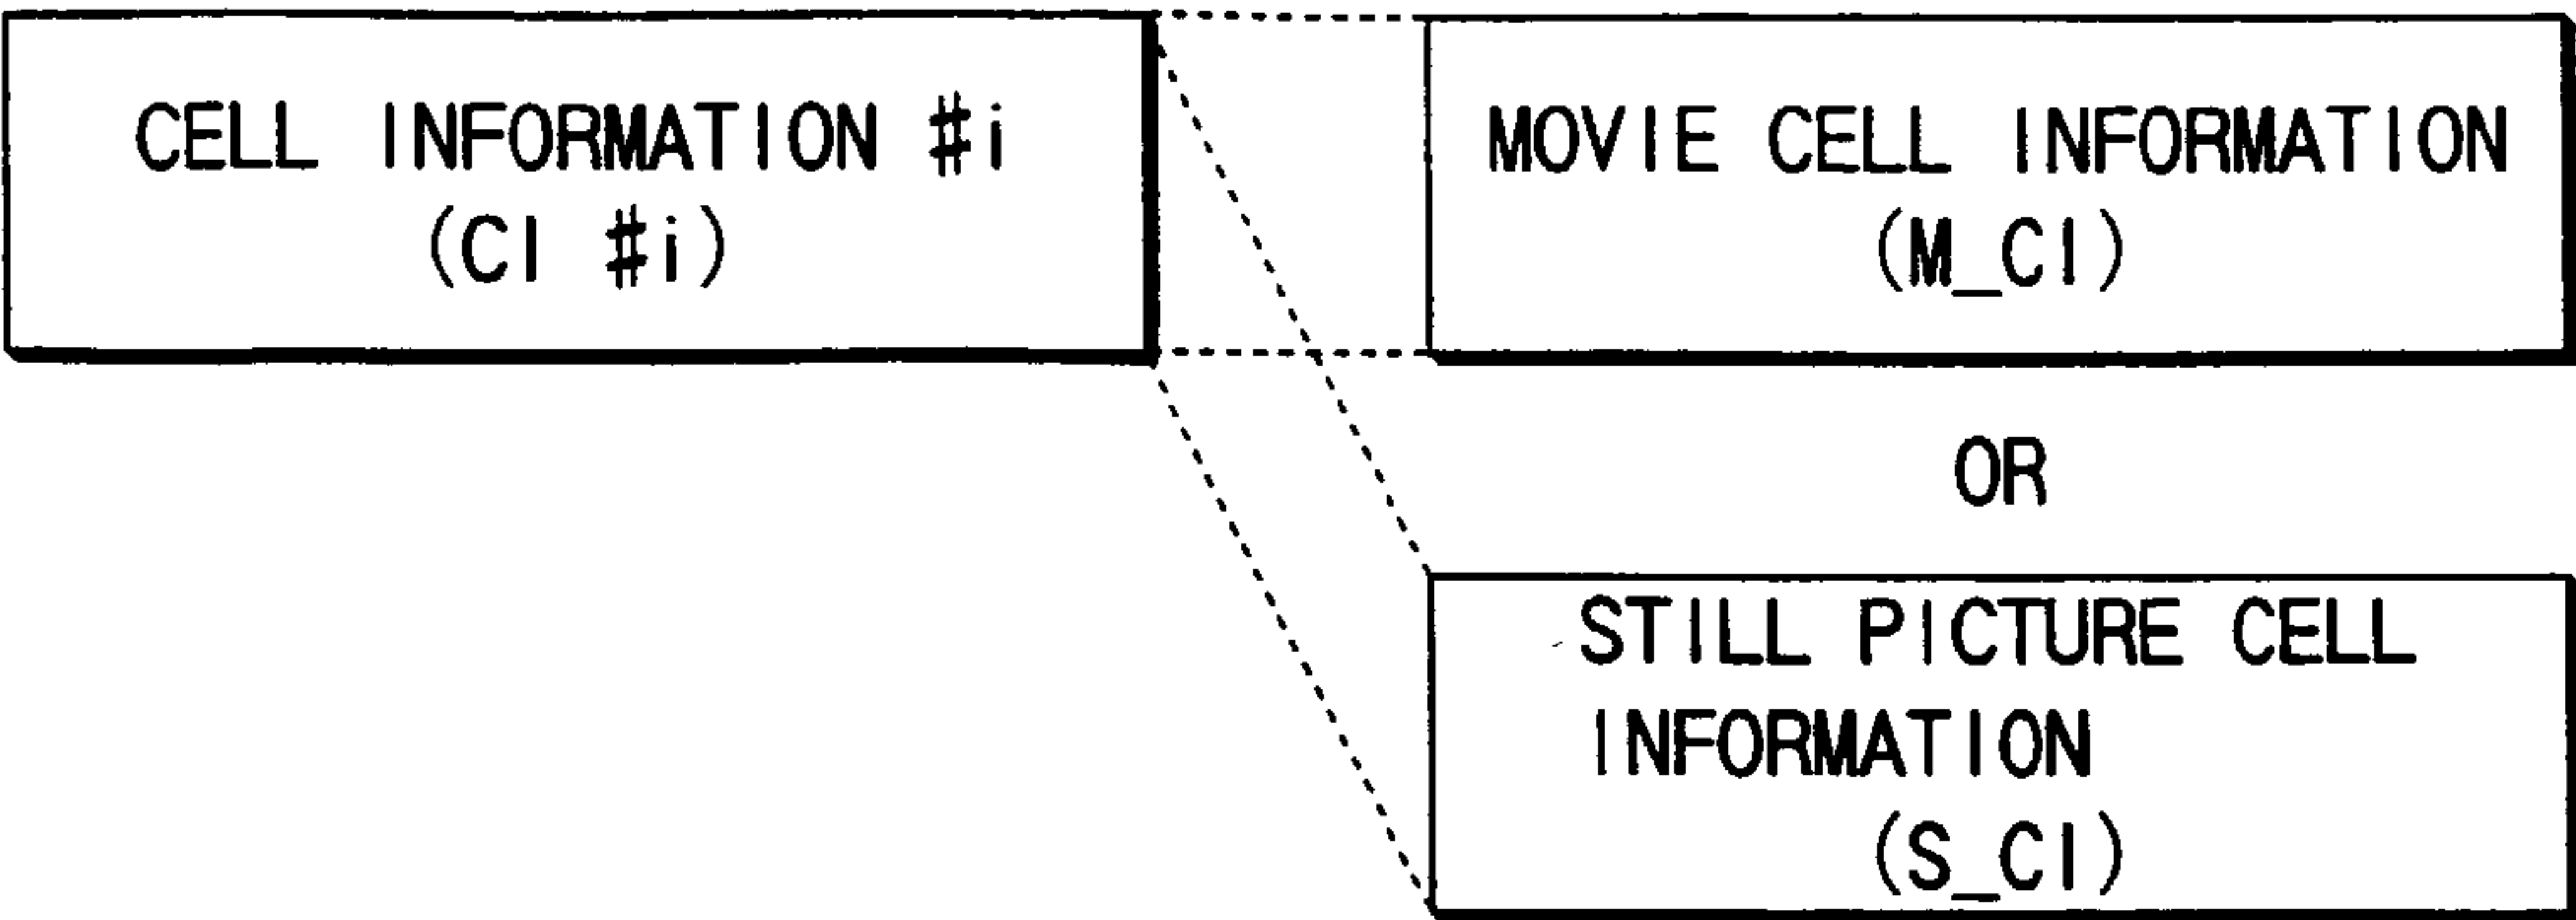 CELL INFORMATION #i
(CI #i)
MOVIE CELL INFORMATION
(M_CI)
OR
STILL PICTURE CELL
INFORMATION
(S_CI)